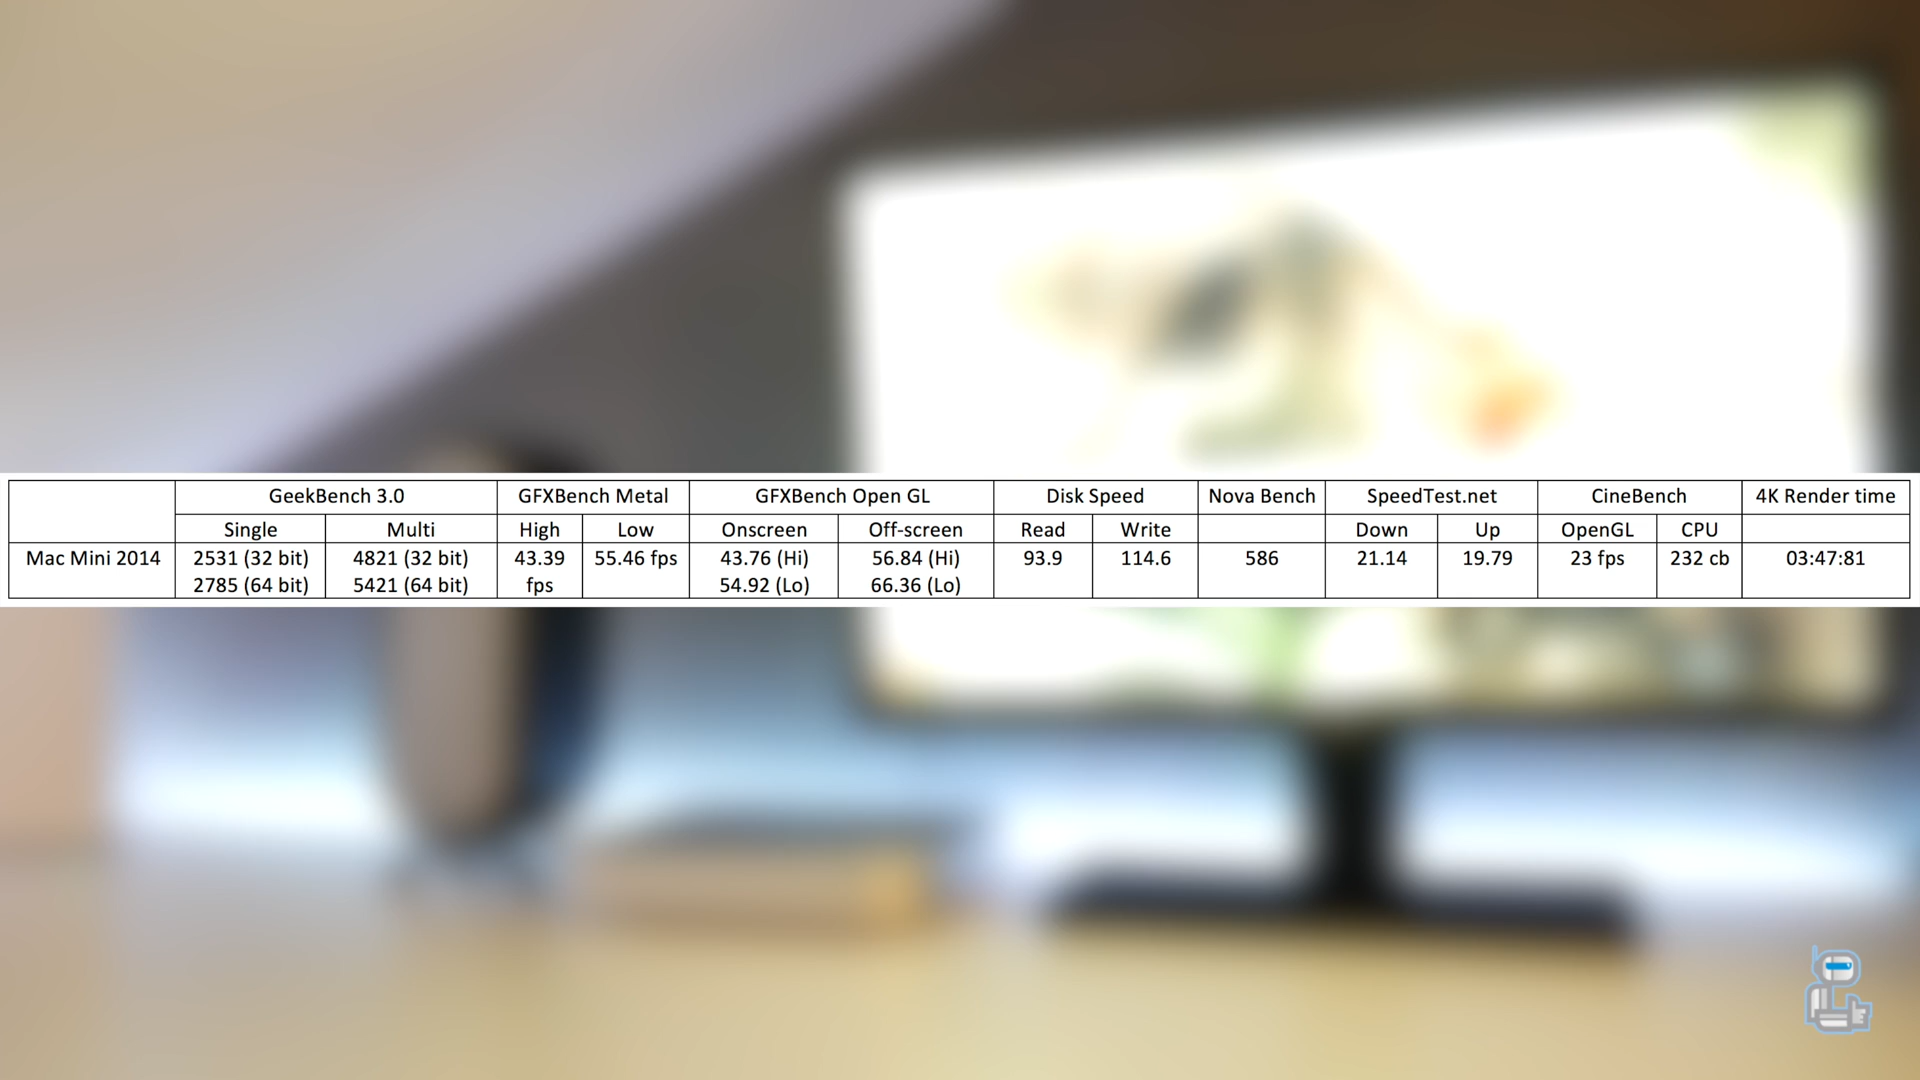 GeekBench 3.0 GFXBench Metal GFXBench Open GL Disk Speed Nova Bench SpeedTest.net CineBench 4K Render time
Single Multi High Low Onscreen Off-screen Read Write Down Up OpenGL CPU
Mac Mini 2014 2531 (32 bit) 4821 (32 bit) 43.39 55.46 fps 43.76 (Hi) 56.84 (Hi) 93.9 114.6 586 21.14 19.79 23 fps 232 cb 03:47:81
2785 (64 bit) 5421 (64 bit) fps 54.92 (Lo) 66.36 (Lo)